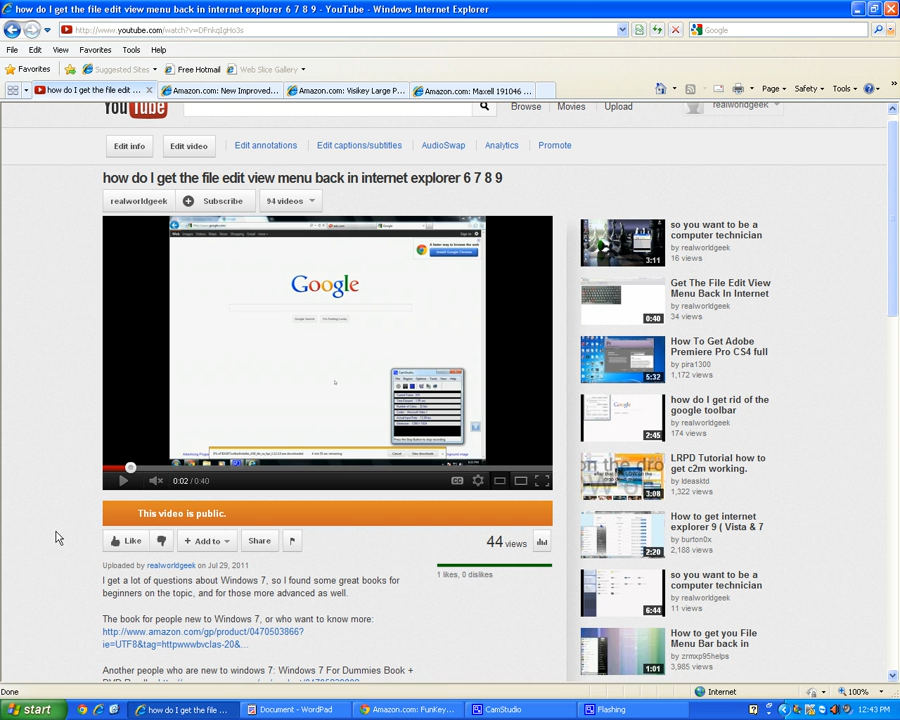 how do I get the file edit view menu back in internet explorer 6 7 8 9 - YouTube - Windows Internet Explorer
http://www.youtube.com/watch?v=DFnkqIgHo3s
Google
File Edit View Favorites Tools Help
Favorites Suggested Sites Free Hotmail Web Slice Gallery
how do I get the file edit ... Amazon.com: New Improved... Amazon.com: Visikey Large P... Amazon.com: Maxell 191046 ...
Page Safety Tools
YouTube Browse Movies Upload realworldgeek
Edit info Edit video Edit annotations Edit captions/subtitles AudioSwap Analytics Promote
how do I get the file edit view menu back in internet explorer 6 7 8 9
realworldgeek Subscribe 94 videos
Google
CamStudio
0:02 / 0:40
CC
This video is public.
Like Add to Share 44 views
Uploaded by realworldgeek on Jul 29, 2011
1 likes, 0 dislikes
I get a lot of questions about Windows 7, so I found some great books for
beginners on the topic, and for those more advanced as well.
The book for people new to Windows 7, or who want to know more:
http://www.amazon.com/gp/product/0470503866?
ie=UTF8&tag=httpwwwbvclas-20&...
Another people who are new to windows 7: Windows 7 For Dummies Book +
so you want to be a
computer technician
by realworldgeek
16 views
3:11
Get The File Edit View
Menu Back In Internet
by realworldgeek
34 views
0:40
How To Get Adobe
Premiere Pro CS4 full
by pira1300
1,172 views
5:32
how do I get rid of the
google toolbar
by realworldgeek
174 views
2:45
LRPD Tutorial how to
get c2m working.
by Ideasktd
1,322 views
3:08
How to get internet
explorer 9 ( Vista & 7
by burton0x
2,188 views
2:20
so you want to be a
computer technician
by realworldgeek
11 views
6:44
How to get you File
Menu Bar back in
by zrmxp95helps
3,985 views
1:01
Done Internet 100%
start how do I get the file ... Document - WordPad Amazon.com: FunKey... CamStudio Flashing 12:43 PM